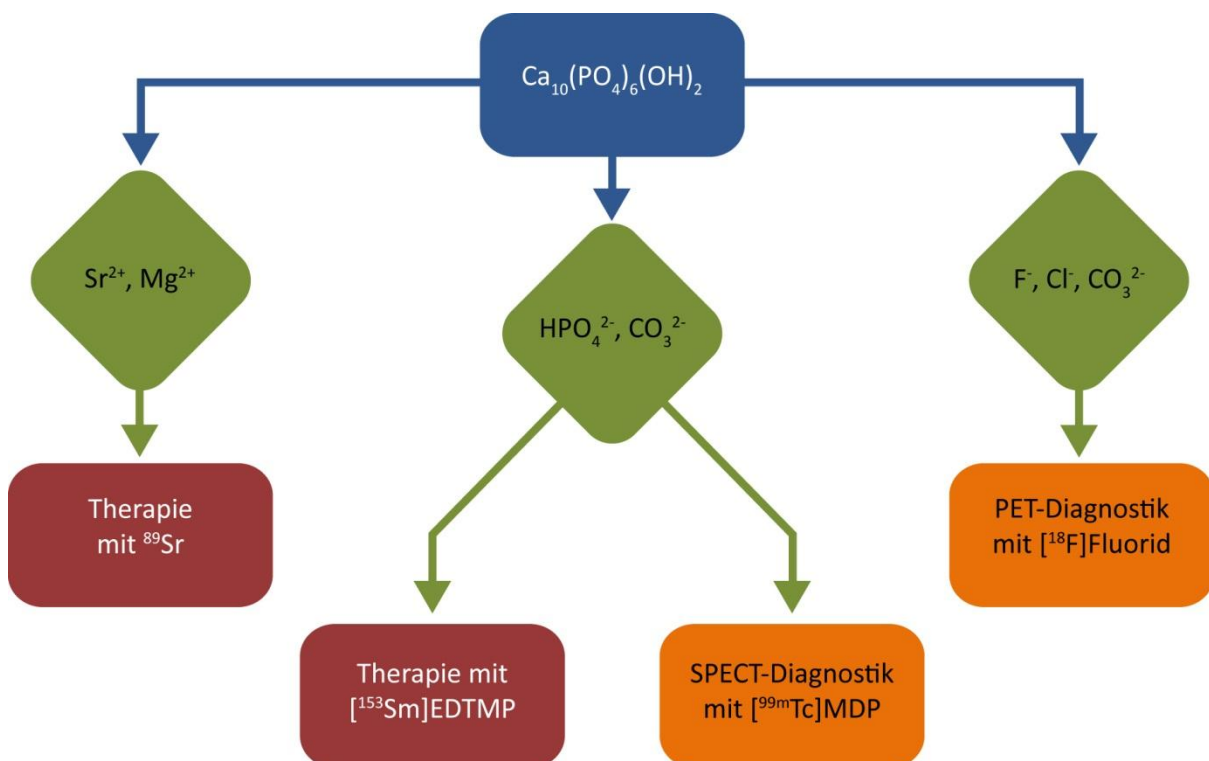 Ca₁₀(PO₄)₆(OH)₂
Sr²⁺, Mg²⁺
HPO₄²⁻, CO₃²⁻
F⁻, Cl⁻, CO₃²⁻
Therapie
mit ⁸⁹Sr
PET-Diagnostik
mit [¹⁸F]Fluorid
Therapie mit
[¹⁵³Sm]EDTMP
SPECT-Diagnostik
mit [⁹⁹ᵐTc]MDP